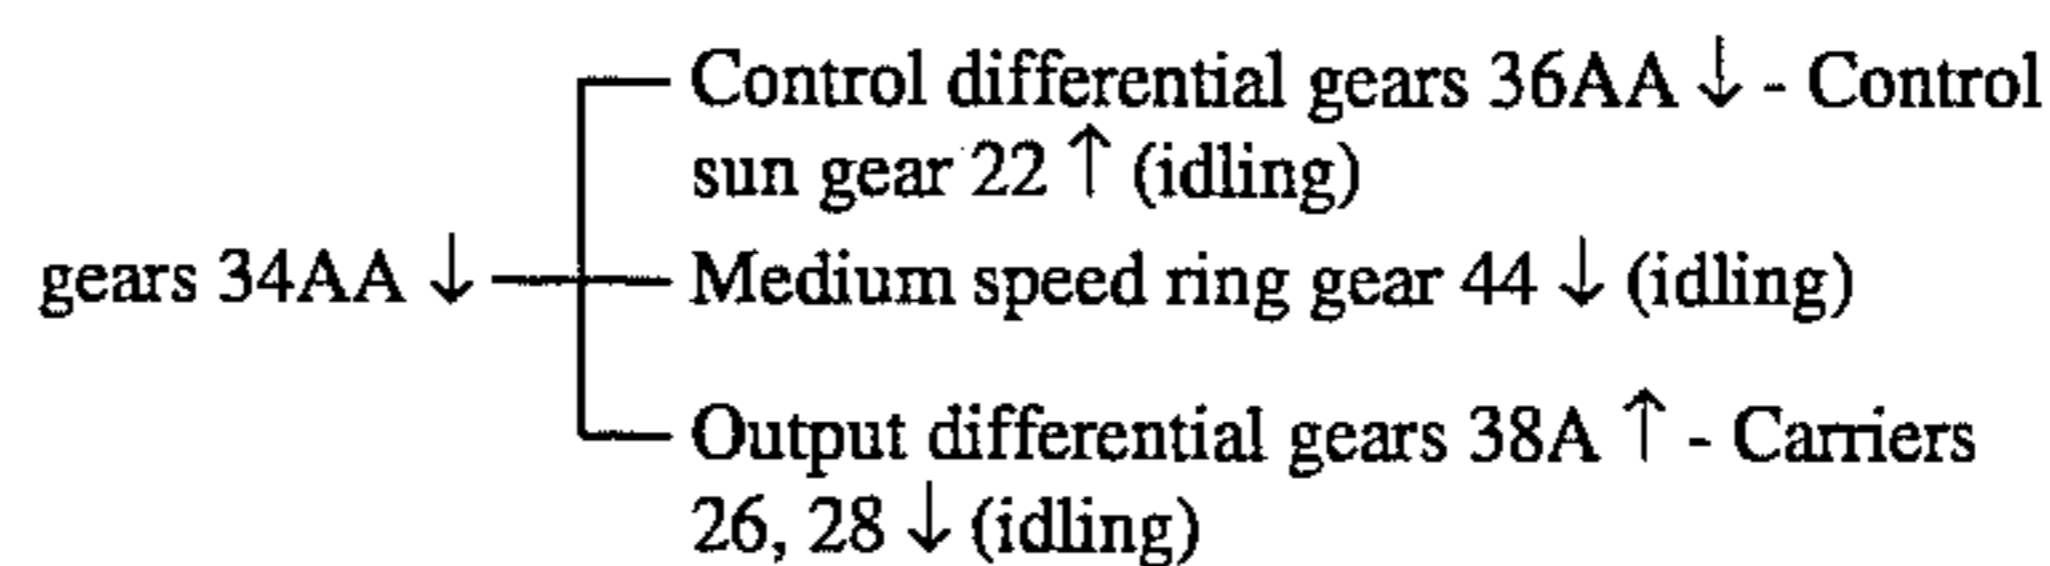 Control differential gears 36AA ↓ - Control
sun gear 22 ↑ (idling)
gears 34AA ↓
Medium speed ring gear 44 ↓ (idling)
Output differential gears 38A ↑ - Carriers
26, 28 ↓ (idling)